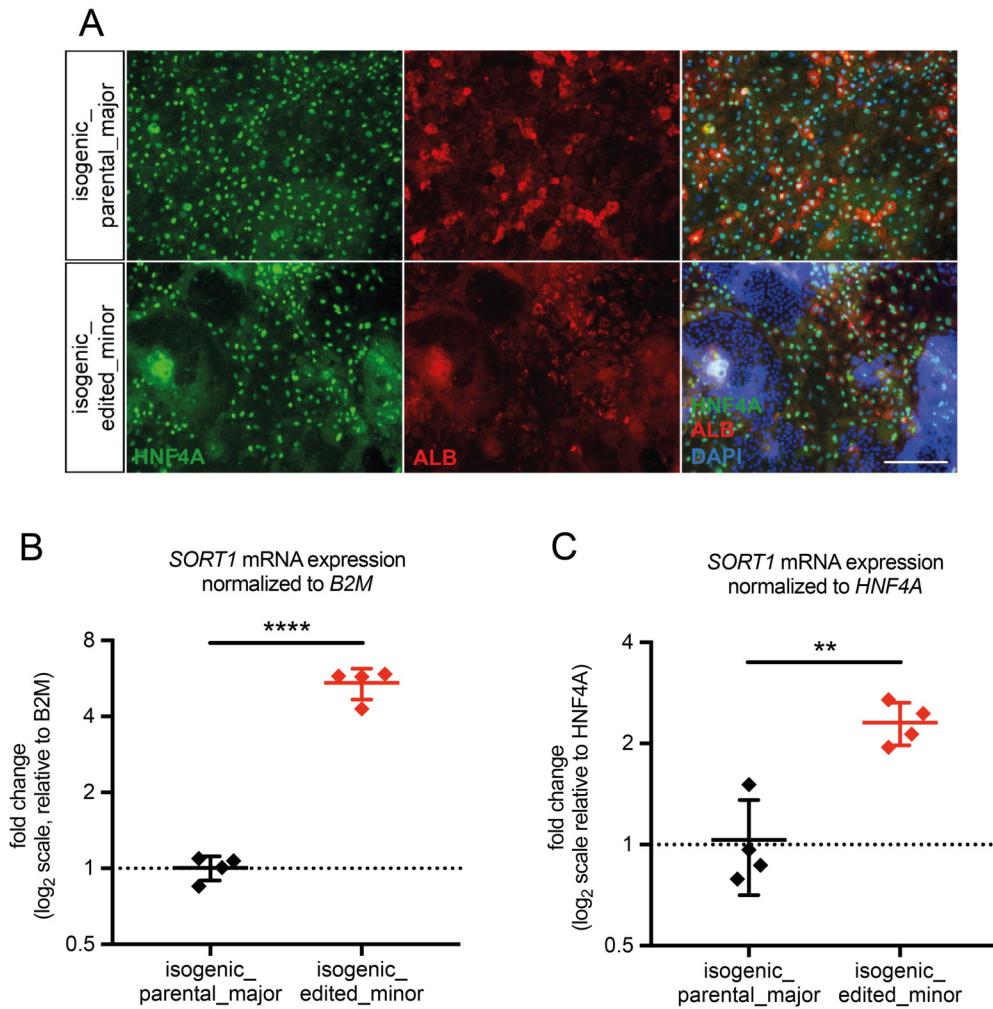 A
isogenic_
parental_major
isogenic_
edited_minor
HNF4A
ALB
HNF4A
ALB
DAPI
B
SORT1 mRNA expression
normalized to B2M
fold change
(log₂ scale, relative to B2M)
8
4
2
1
0.5
****
isogenic_
parental_major
isogenic_
edited_minor
C
SORT1 mRNA expression
normalized to HNF4A
fold change
(log₂ scale relative to HNF4A)
4
2
1
0.5
**
isogenic_
parental_major
isogenic_
edited_minor